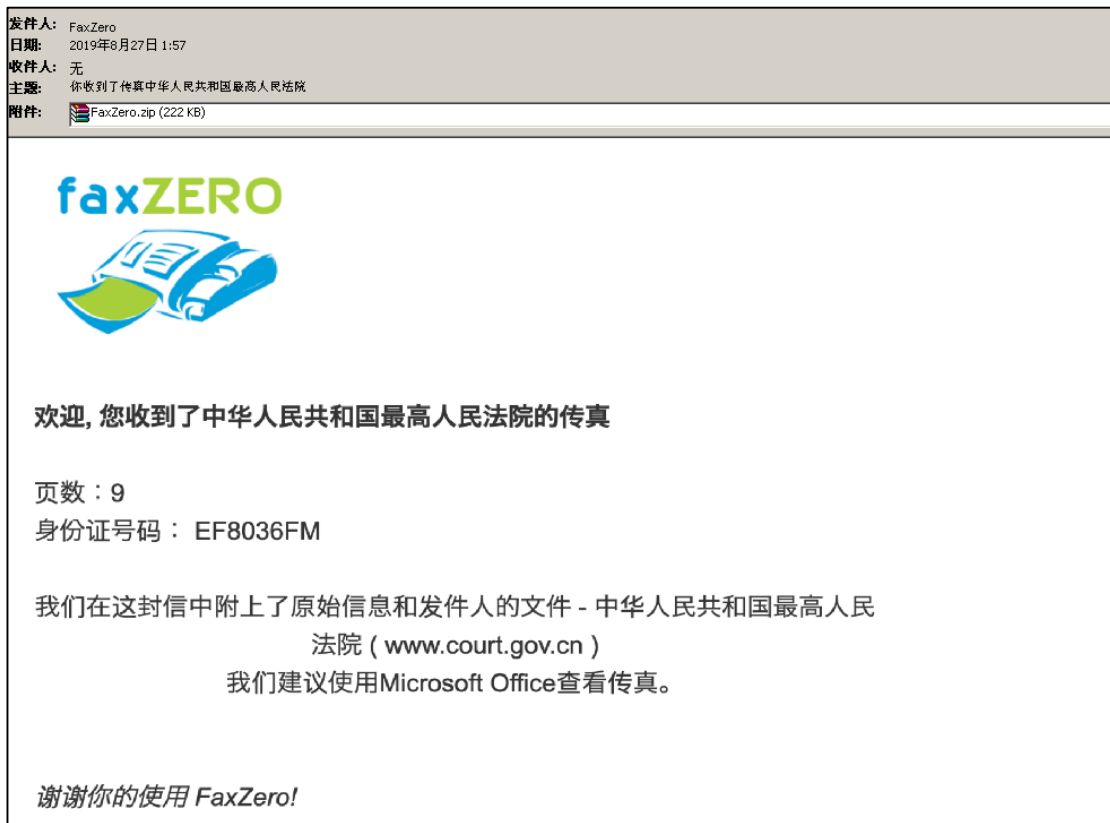 发件人: FaxZero
日期: 2019年8月27日 1:57
收件人: 无
主题: 你收到了传真中华人民共和国最高人民法院
附件: FaxZero.zip (222 KB)
faxZERO
欢迎, 您收到了中华人民共和国最高人民法院的传真
页数：9
身份证号码： EF8036FM
我们在这封信中附上了原始信息和发件人的文件 - 中华人民共和国最高人民
法院 ( www.court.gov.cn )
我们建议使用Microsoft Office查看传真。
谢谢你的使用 FaxZero!